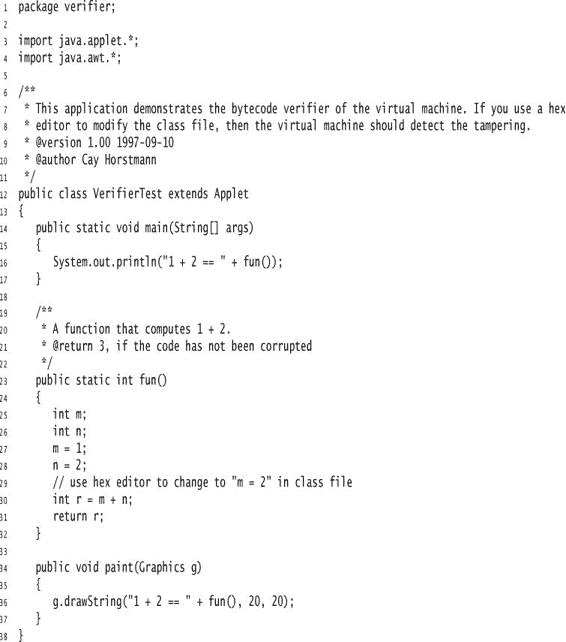 1 package verifier;
2
3 import java.applet.*;
4 import java.awt.*;
5
6 /**
7  * This application demonstrates the bytecode verifier of the virtual machine. If you use a hex
8  * editor to modify the class file, then the virtual machine should detect the tampering.
9  * @version 1.00 1997-09-10
10  * @author Cay Horstmann
11  */
12 public class VerifierTest extends Applet
13 {
14    public static void main(String[] args)
15    {
16       System.out.println("1 + 2 == " + fun());
17    }
18
19    /**
20     * A function that computes 1 + 2.
21     * @return 3, if the code has not been corrupted
22     */
23    public static int fun()
24    {
25       int m;
26       int n;
27       m = 1;
28       n = 2;
29       // use hex editor to change to "m = 2" in class file
30       int r = m + n;
31       return r;
32    }
33
34    public void paint(Graphics g)
35    {
36       g.drawString("1 + 2 == " + fun(), 20, 20);
37    }
38 }